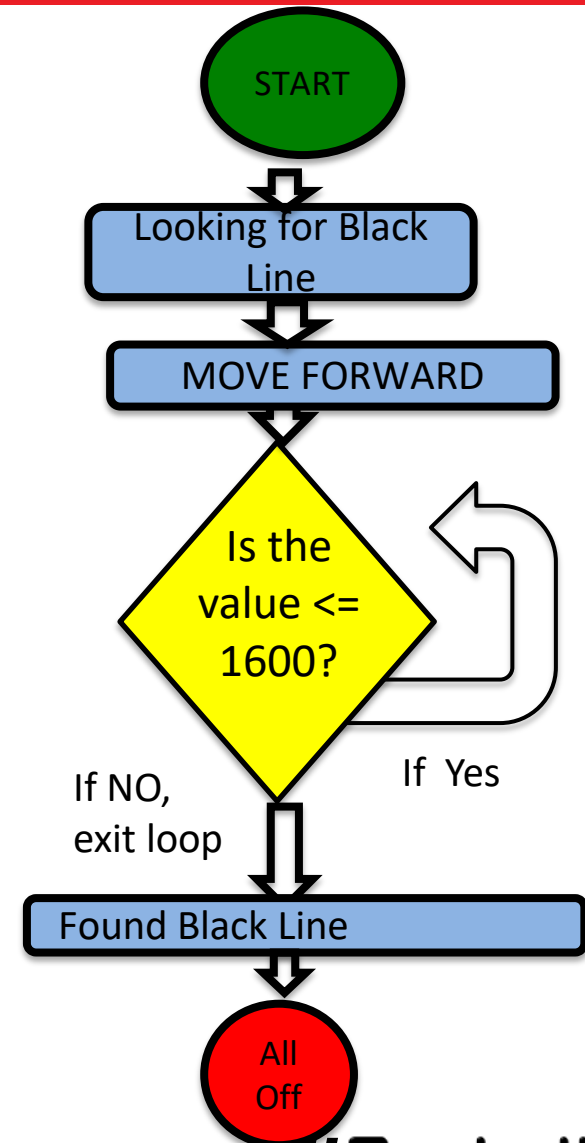 START
Looking for Black
Line
MOVE FORWARD
Is the
value <=
1600?
If Yes
If NO,
exit loop
Found Black Line
All
Off